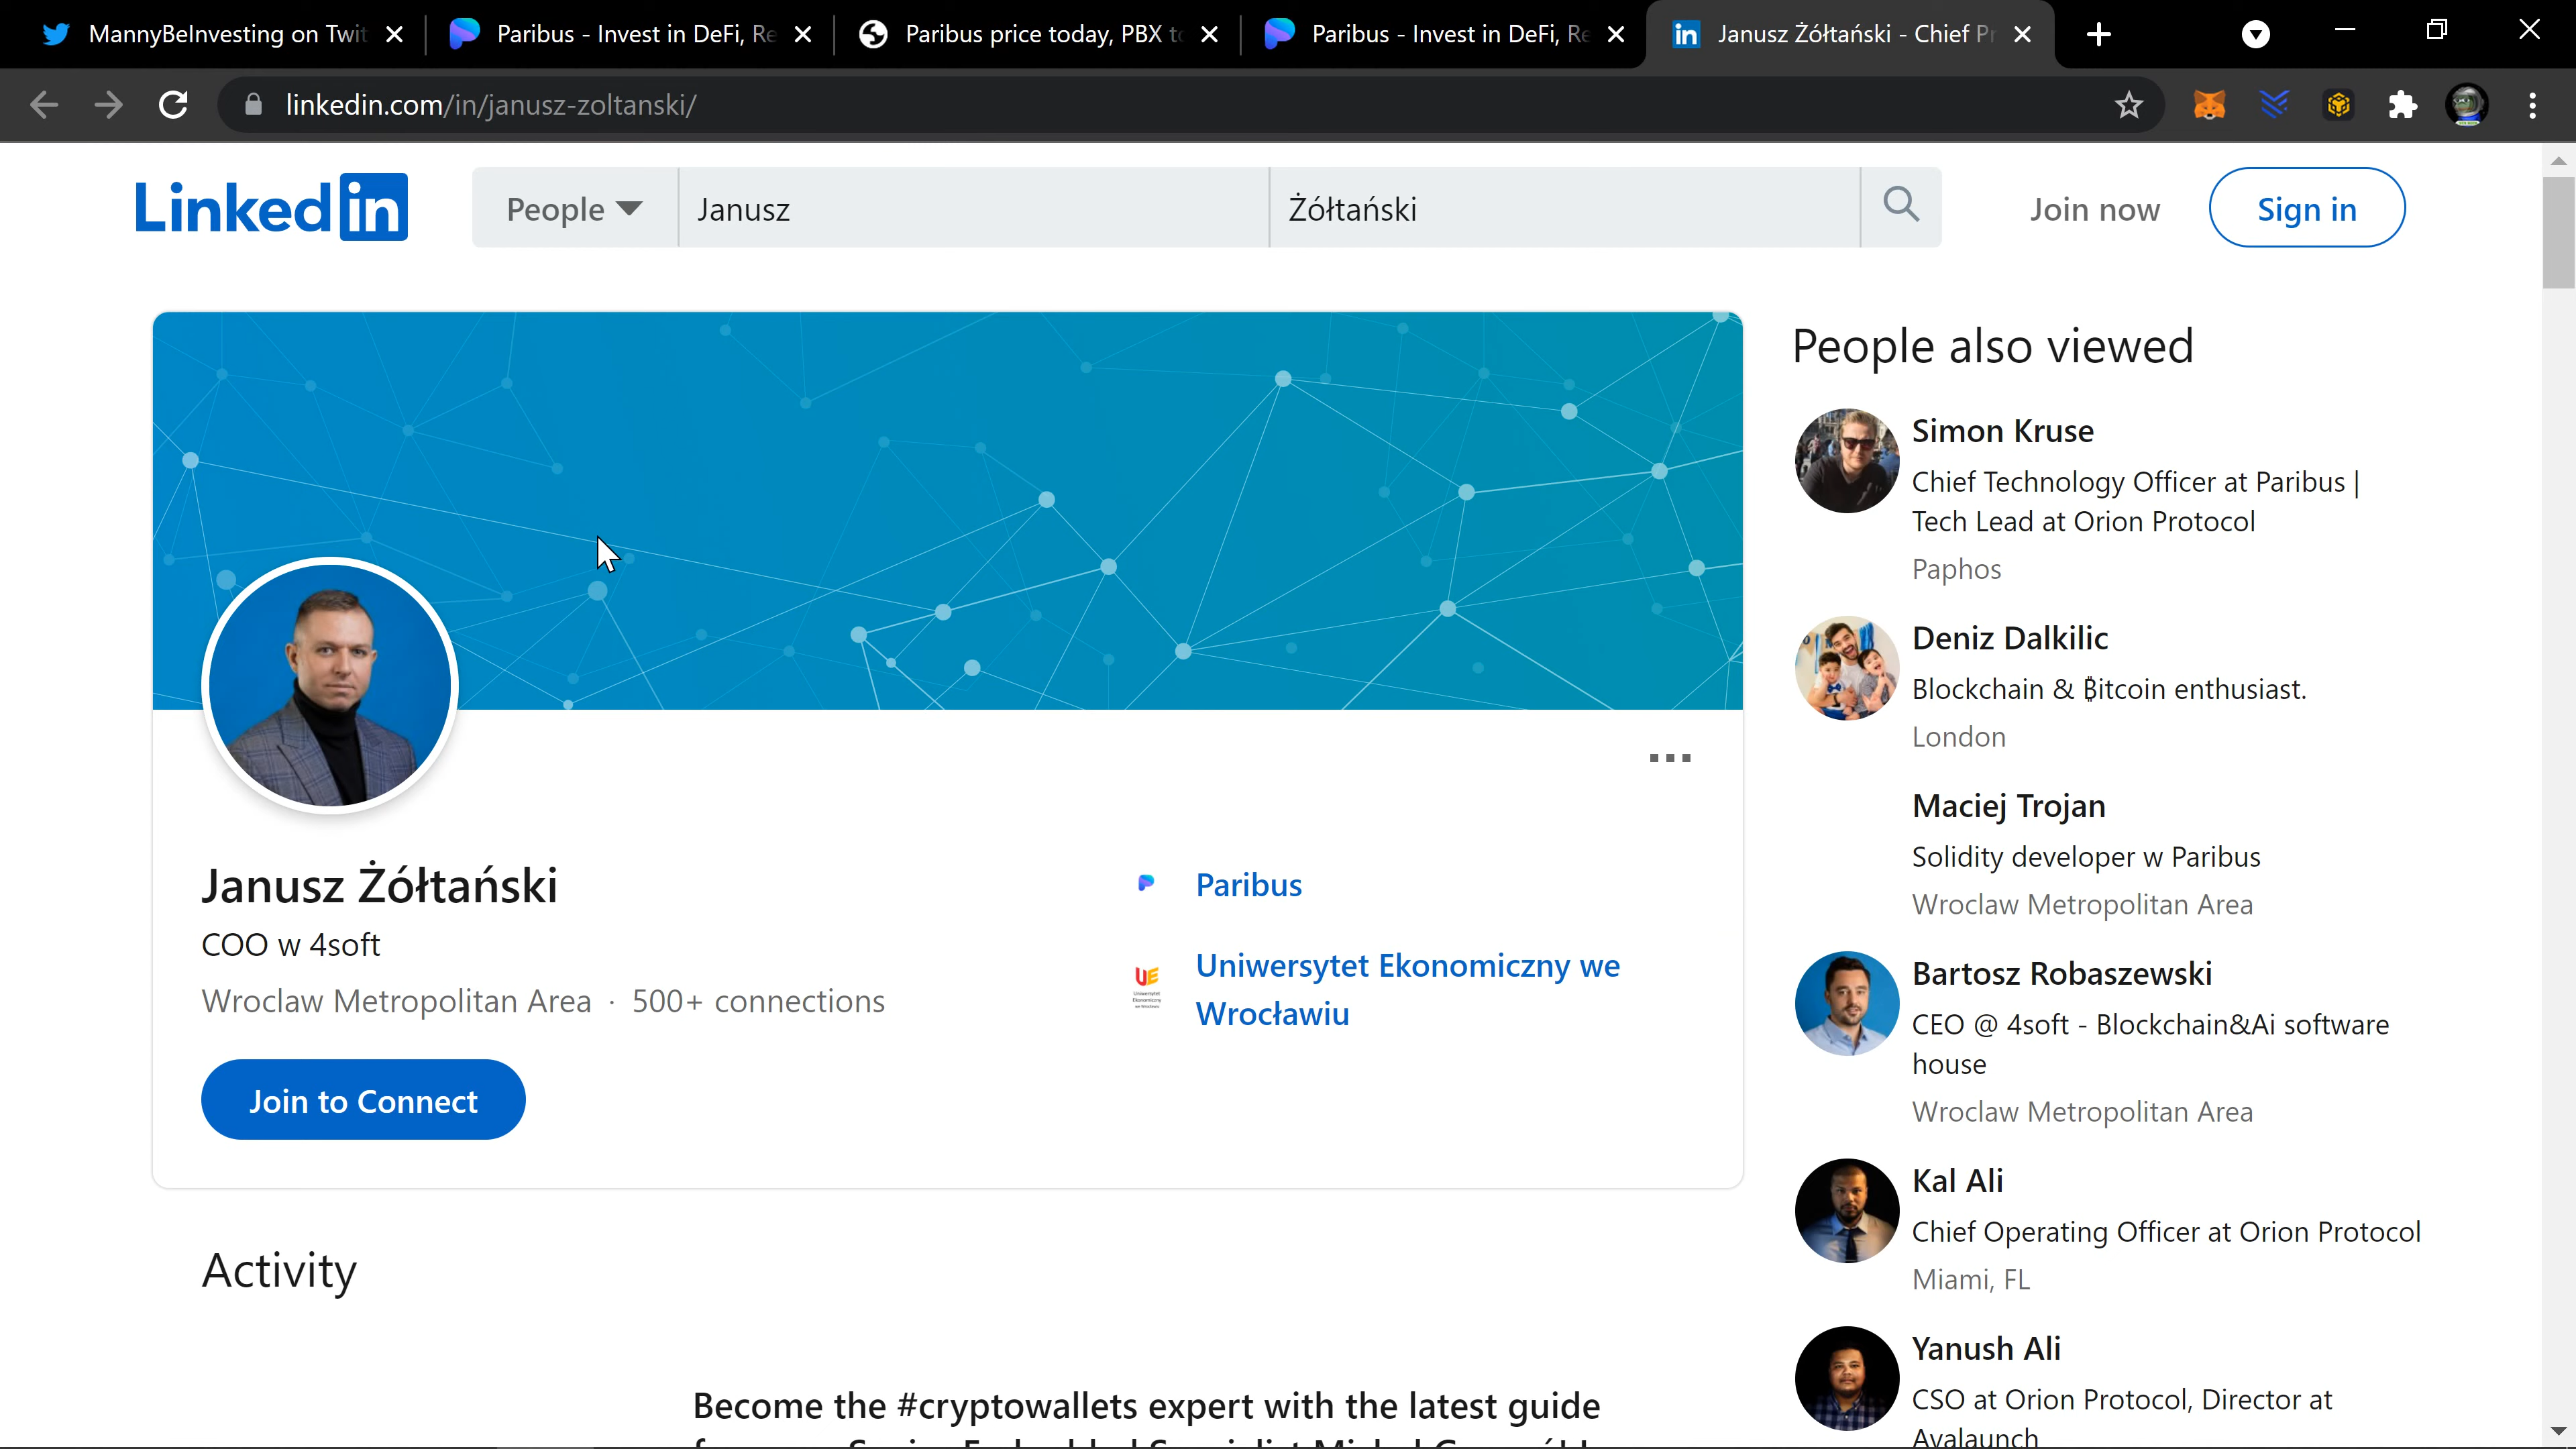 MannyBeInvesting on Twit
Paribus - Invest in DeFi, Re
Paribus price today, PBX to
Paribus - Invest in DeFi, Re
Janusz Żółtański - Chief Pr
linkedin.com/in/janusz-zoltanski/
Linkedin
People
Janusz
Żółtański
Join now
Sign in
Janusz Żółtański
COO w 4soft
Wroclaw Metropolitan Area · 500+ connections
Join to Connect
Paribus
Uniwersytet Ekonomiczny we
Wrocławiu
Activity
Become the #cryptowallets expert with the latest guide
People also viewed
Simon Kruse
Chief Technology Officer at Paribus |
Tech Lead at Orion Protocol
Paphos
Deniz Dalkilic
Blockchain & ₿itcoin enthusiast.
London
Maciej Trojan
Solidity developer w Paribus
Wroclaw Metropolitan Area
Bartosz Robaszewski
CEO @ 4soft - Blockchain&Ai software
house
Wroclaw Metropolitan Area
Kal Ali
Chief Operating Officer at Orion Protocol
Miami, FL
Yanush Ali
CSO at Orion Protocol, Director at
Avalaunch